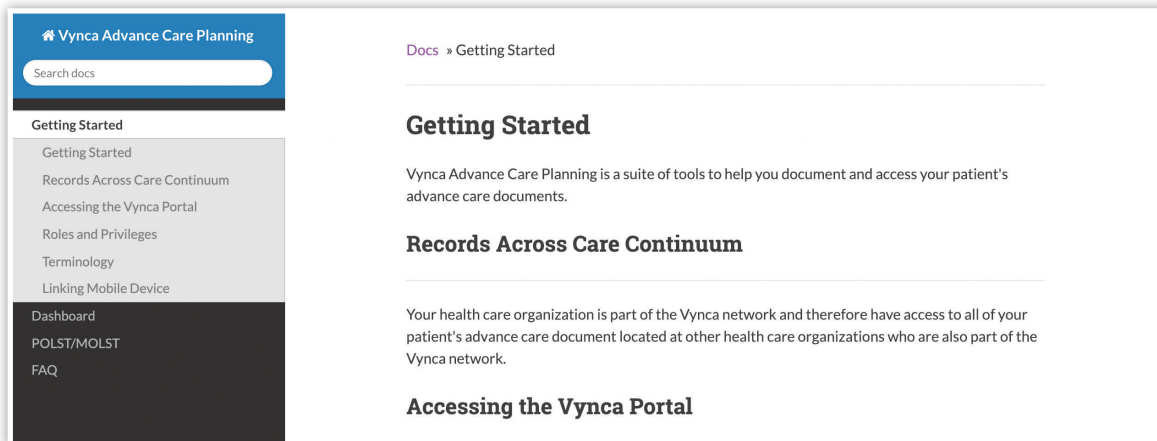 Vynca Advance Care Planning
Search docs
Getting Started
Getting Started
Records Across Care Continuum
Accessing the Vynca Portal
Roles and Privileges
Terminology
Linking Mobile Device
Dashboard
POLST/MOLST
FAQ
Docs » Getting Started
Getting Started
Vynca Advance Care Planning is a suite of tools to help you document and access your patient's
advance care documents.
Records Across Care Continuum
Your health care organization is part of the Vynca network and therefore have access to all of your
patient's advance care document located at other health care organizations who are also part of the
Vynca network.
Accessing the Vynca Portal